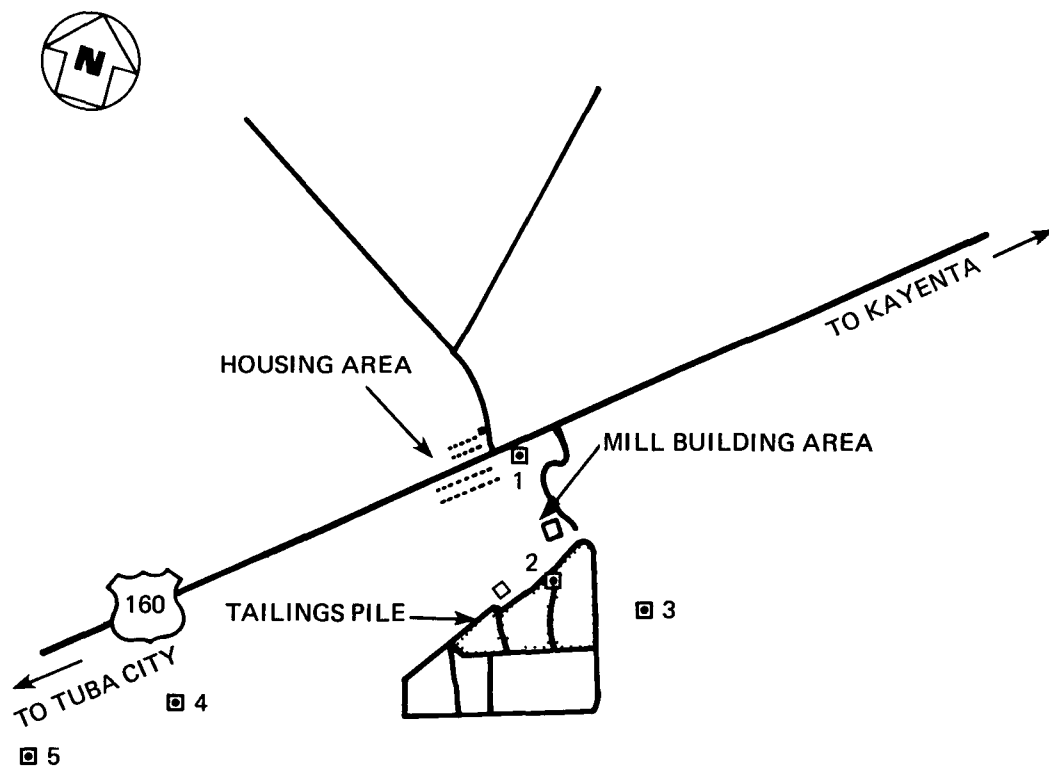 N
HOUSING AREA
TO KAYENTA
MILL BUILDING AREA
1
2
160
TAILINGS PILE
3
TO TUBA CITY
4
5